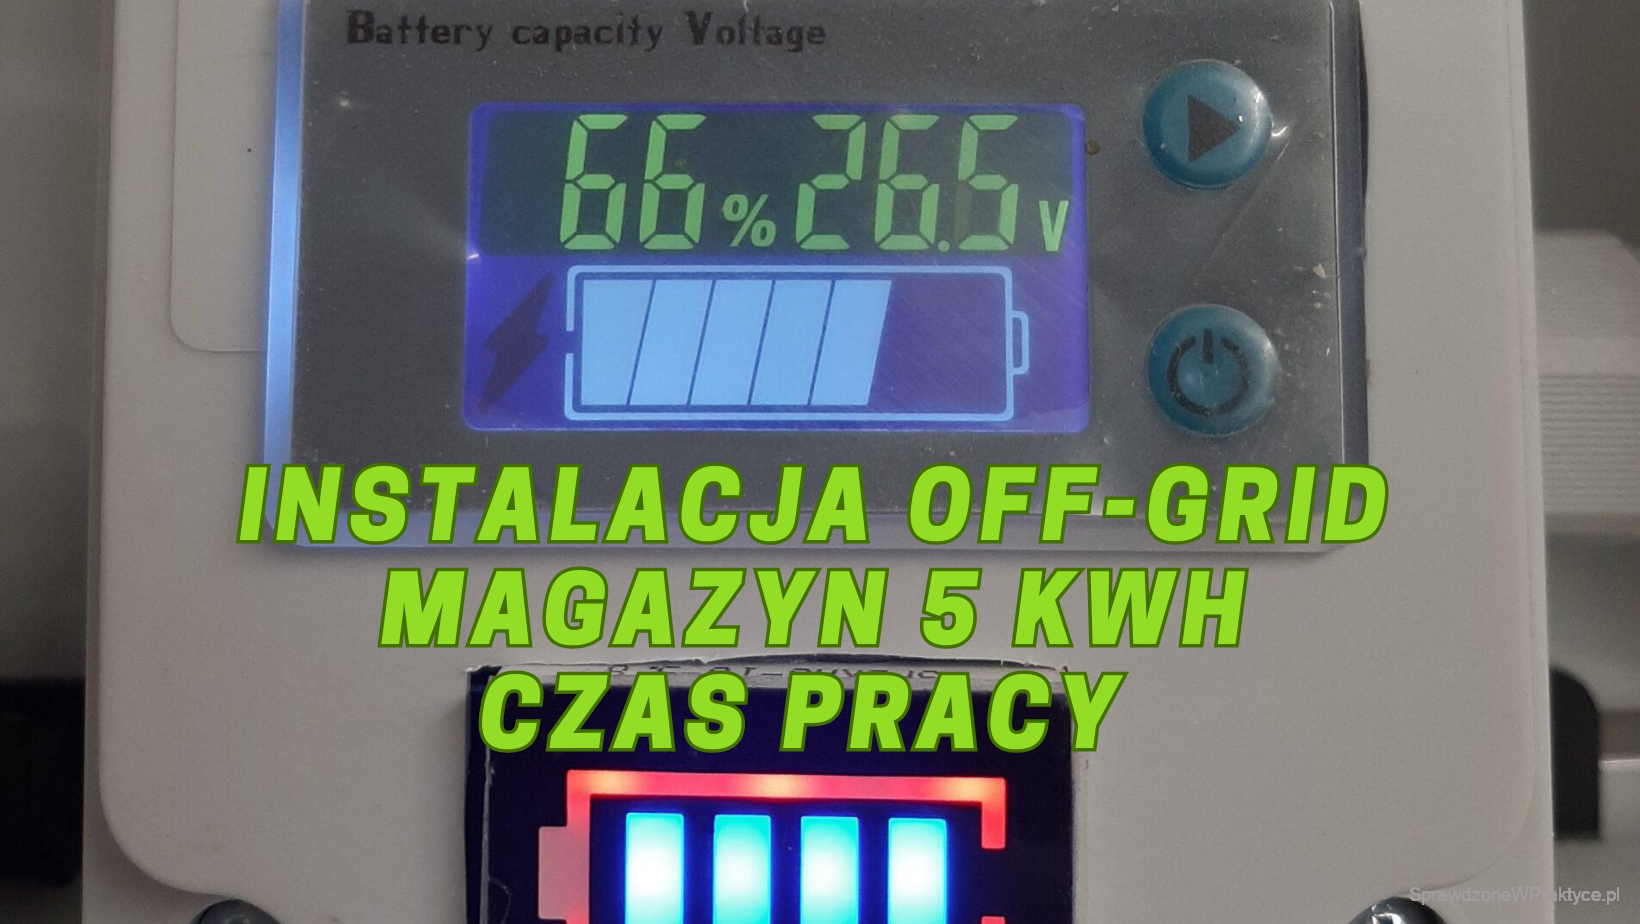 Battery capacity Voltage
66% 26.5V
INSTALACJA OFF-GRID
MAGAZYN 5 KWH
CZAS PRACY
SprawdzoneWPraktyce.pl